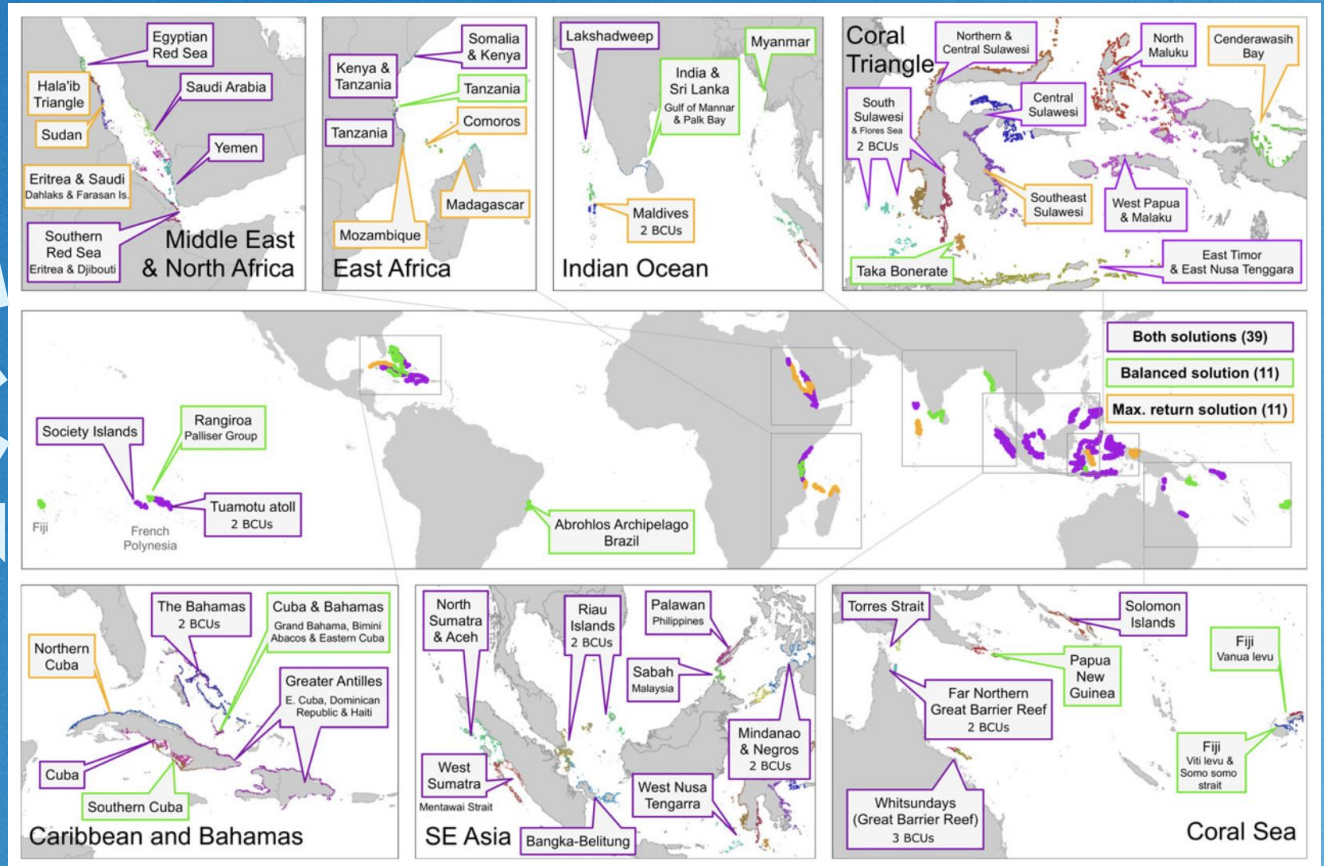 Egyptian
Red Sea
Hala'ib
Triangle
Saudi Arabia
Sudan
Yemen
Eritrea & Saudi
Dahlaks & Farasan Is.
Southern
Red Sea
Eritrea & Djibouti
Middle East
& North Africa
Somalia
& Kenya
Kenya &
Tanzania
Tanzania
Comoros
Tanzania
Madagascar
Mozambique
East Africa
Lakshadweep
Myanmar
India &
Sri Lanka
Gulf of Mannar
& Palk Bay
Maldives
2 BCUs
Indian Ocean
Coral
Triangle
Northern &
Central Sulawesi
North
Maluku
Cenderawasih
Bay
South
Sulawesi
& Flores Sea
2 BCUs
Central
Sulawesi
Southeast
Sulawesi
West Papua
& Malaku
Taka Bonerate
East Timor
& East Nusa Tenggara
Both solutions (39)
Balanced solution (11)
Max. return solution (11)
Society Islands
Rangiroa
Palliser Group
Tuamotu atoll
2 BCUs
Fiji
French
Polynesia
Abrohlos Archipelago
Brazil
The Bahamas
2 BCUs
Cuba & Bahamas
Grand Bahama, Bimini
Abacos & Eastern Cuba
Northern
Cuba
Greater Antilles
E. Cuba, Dominican
Republic & Haiti
Cuba
Southern Cuba
Caribbean and Bahamas
North
Sumatra
& Aceh
Riau
Islands
2 BCUs
Palawan
Philippines
Sabah
Malaysia
Mindanao
& Negros
2 BCUs
West
Sumatra
Mentawai Strait
West Nusa
Tengarra
SE Asia
Bangka-Belitung
Torres Strait
Solomon
Islands
Fiji
Vanua levu
Papua
New
Guinea
Far Northern
Great Barrier Reef
2 BCUs
Fiji
Viti levu &
Somo somo
strait
Whitsundays
(Great Barrier Reef)
3 BCUs
Coral Sea